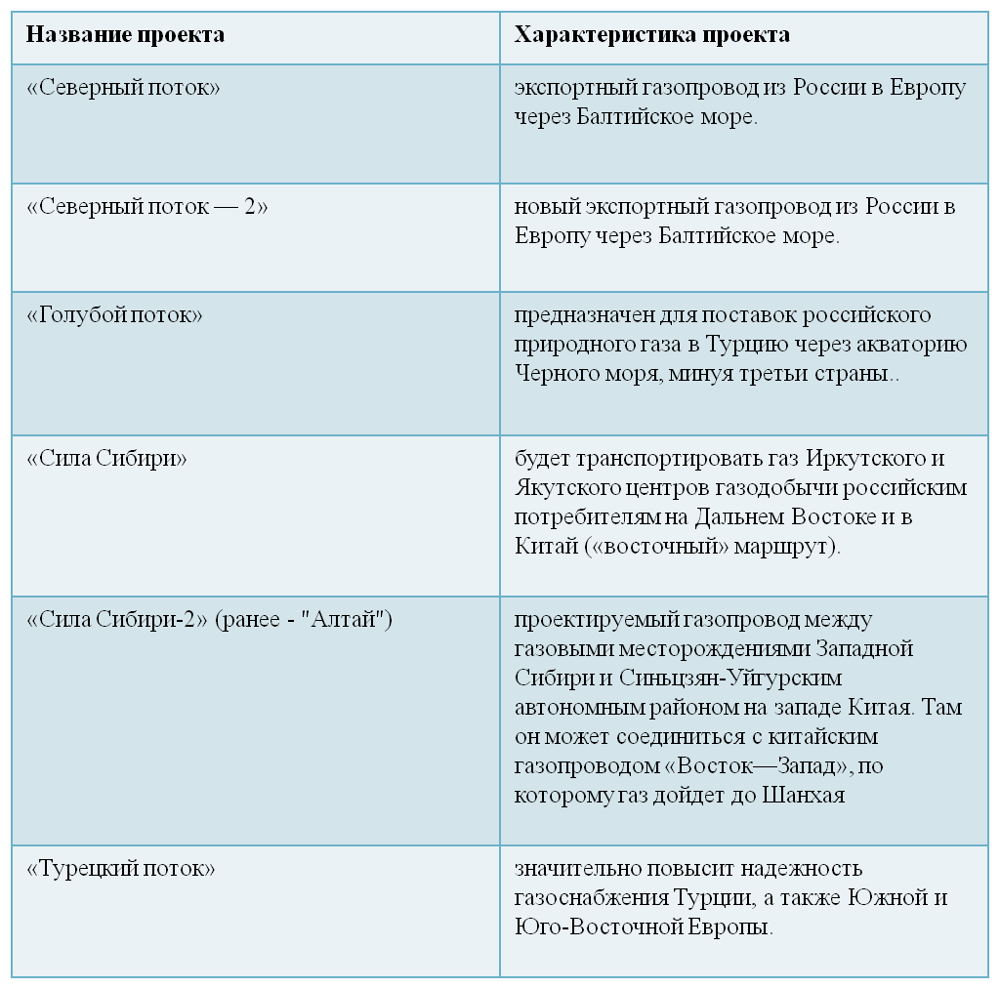 Название проекта
Характеристика проекта
«Северный поток»
экспортный газопровод из России в Европу
через Балтийское море.
«Северный поток — 2»
новый экспортный газопровод из России в
Европу через Балтийское море.
«Голубой поток»
предназначен для поставок российского
природного газа в Турцию через акваторию
Черного моря, минуя третьи страны..
«Сила Сибири»
будет транспортировать газ Иркутского и
Якутского центров газодобычи российским
потребителям на Дальнем Востоке и в
Китай («восточный» маршрут).
«Сила Сибири-2» (ранее - "Алтай")
проектируемый газопровод между
газовыми месторождениями Западной
Сибири и Синьцзян-Уйгурским
автономным районом на западе Китая. Там
он может соединиться с китайским
газопроводом «Восток—Запад», по
которому газ дойдет до Шанхая
«Турецкий поток»
значительно повысит надежность
газоснабжения Турции, а также Южной и
Юго-Восточной Европы.